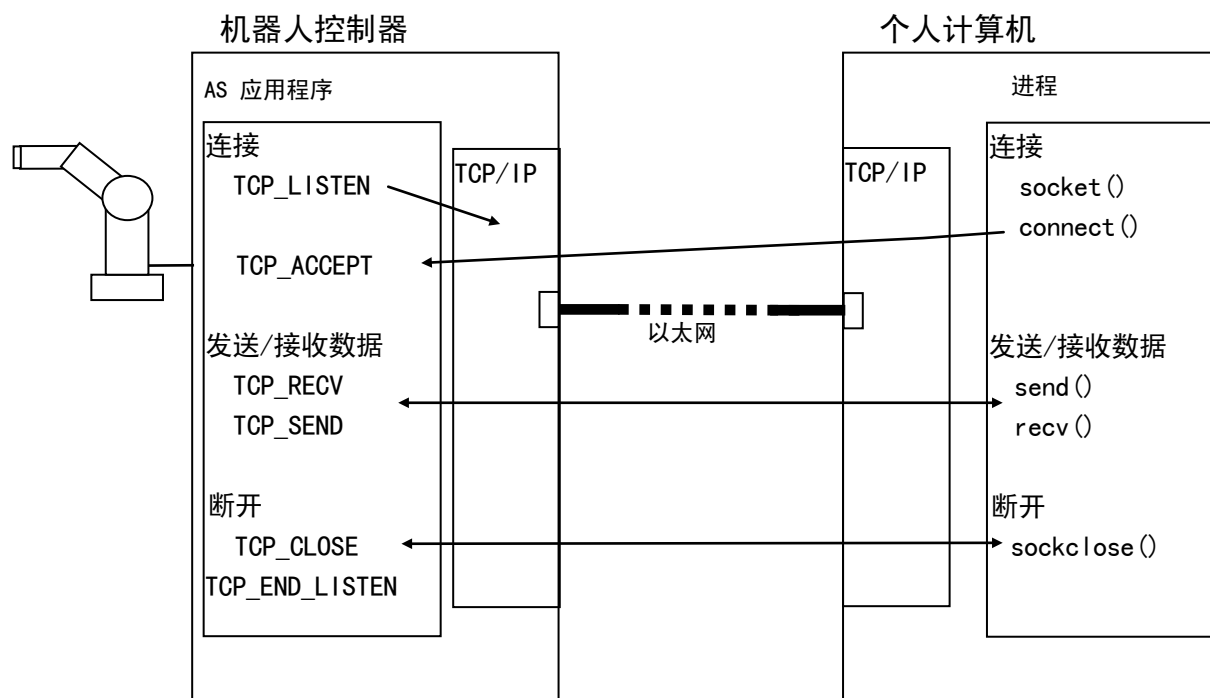 机器人控制器
个人计算机
AS 应用程序
进程
连接
TCP_LISTEN
TCP_ACCEPT
发送/接收数据
TCP_RECV
TCP_SEND
断开
TCP_CLOSE
TCP_END_LISTEN
TCP/IP
以太网
TCP/IP
连接
socket()
connect()
发送/接收数据
send()
recv()
断开
sockclose()